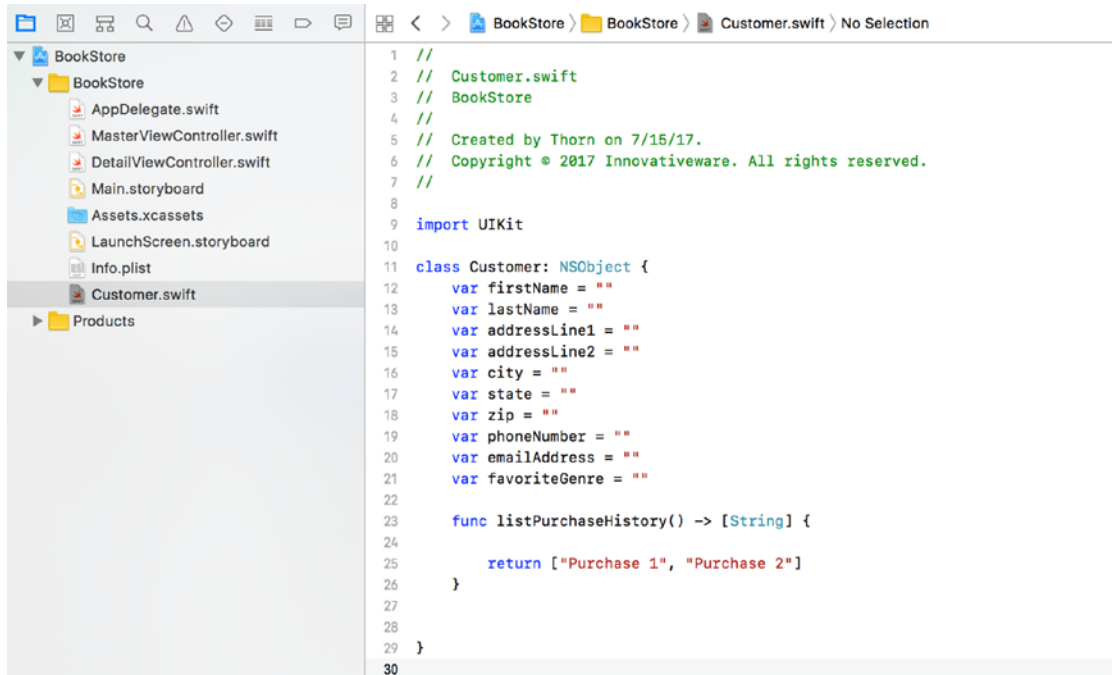 BookStore 〉 BookStore 〉 Customer.swift 〉 No Selection
BookStore
BookStore
AppDelegate.swift
MasterViewController.swift
DetailViewController.swift
Main.storyboard
Assets.xcassets
LaunchScreen.storyboard
Info.plist
Customer.swift
Products
1 //
2 //  Customer.swift
3 //  BookStore
4 //
5 //  Created by Thorn on 7/15/17.
6 //  Copyright © 2017 Innovativeware. All rights reserved.
7 //
8
9 import UIKit
10
11 class Customer: NSObject {
12     var firstName = ""
13     var lastName = ""
14     var addressLine1 = ""
15     var addressLine2 = ""
16     var city = ""
17     var state = ""
18     var zip = ""
19     var phoneNumber = ""
20     var emailAddress = ""
21     var favoriteGenre = ""
22
23     func listPurchaseHistory() -> [String] {
24
25         return ["Purchase 1", "Purchase 2"]
26     }
27
28
29 }
30